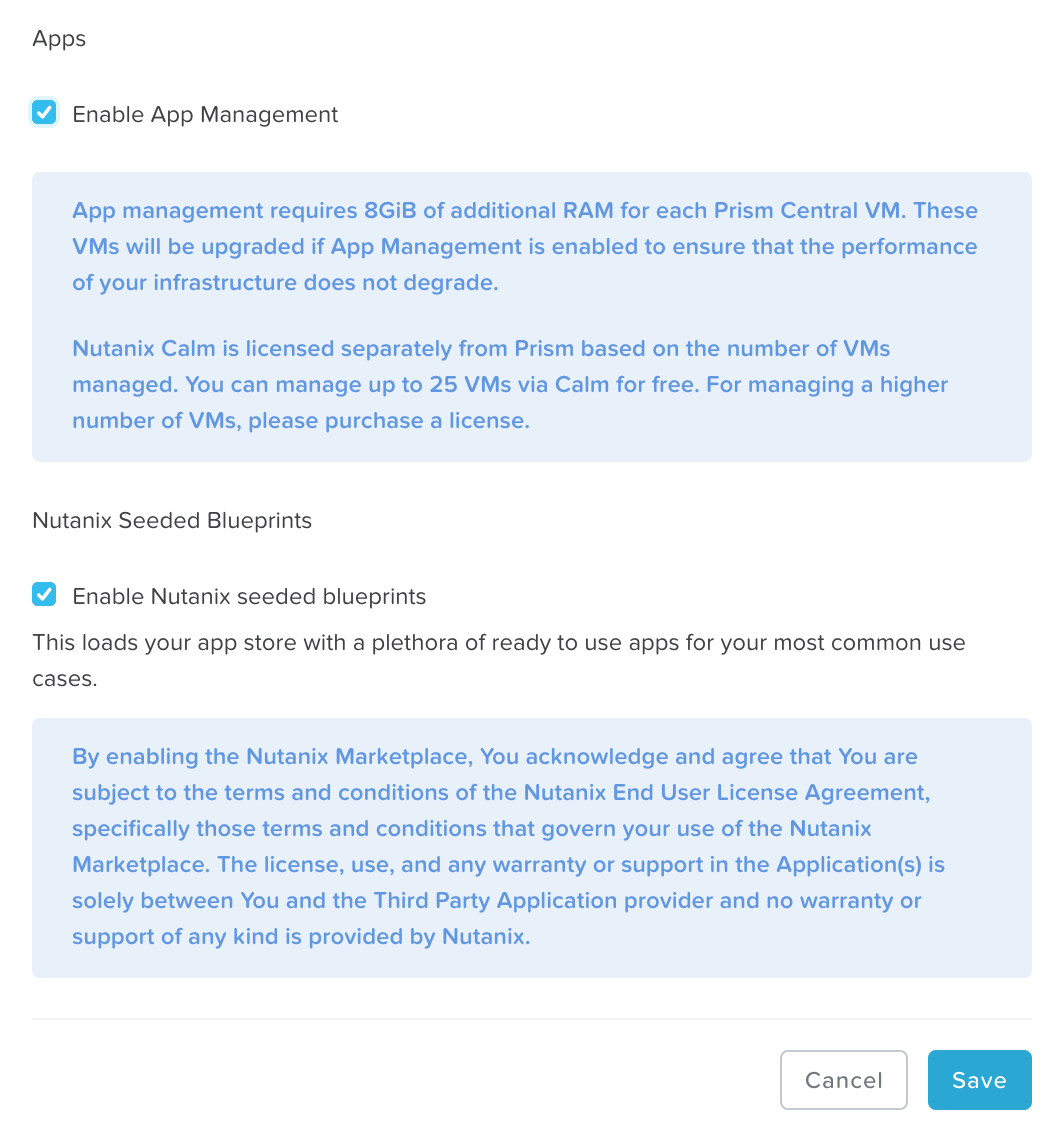 Apps
Enable App Management
App management requires 8GiB of additional RAM for each Prism Central VM. These
VMs will be upgraded if App Management is enabled to ensure that the performance
of your infrastructure does not degrade.
Nutanix Calm is licensed separately from Prism based on the number of VMs
managed. You can manage up to 25 VMs via Calm for free. For managing a higher
number of VMs, please purchase a license.
Nutanix Seeded Blueprints
Enable Nutanix seeded blueprints
This loads your app store with a plethora of ready to use apps for your most common use
cases.
By enabling the Nutanix Marketplace, You acknowledge and agree that You are
subject to the terms and conditions of the Nutanix End User License Agreement,
specifically those terms and conditions that govern your use of the Nutanix
Marketplace. The license, use, and any warranty or support in the Application(s) is
solely between You and the Third Party Application provider and no warranty or
support of any kind is provided by Nutanix.
Cancel
Save